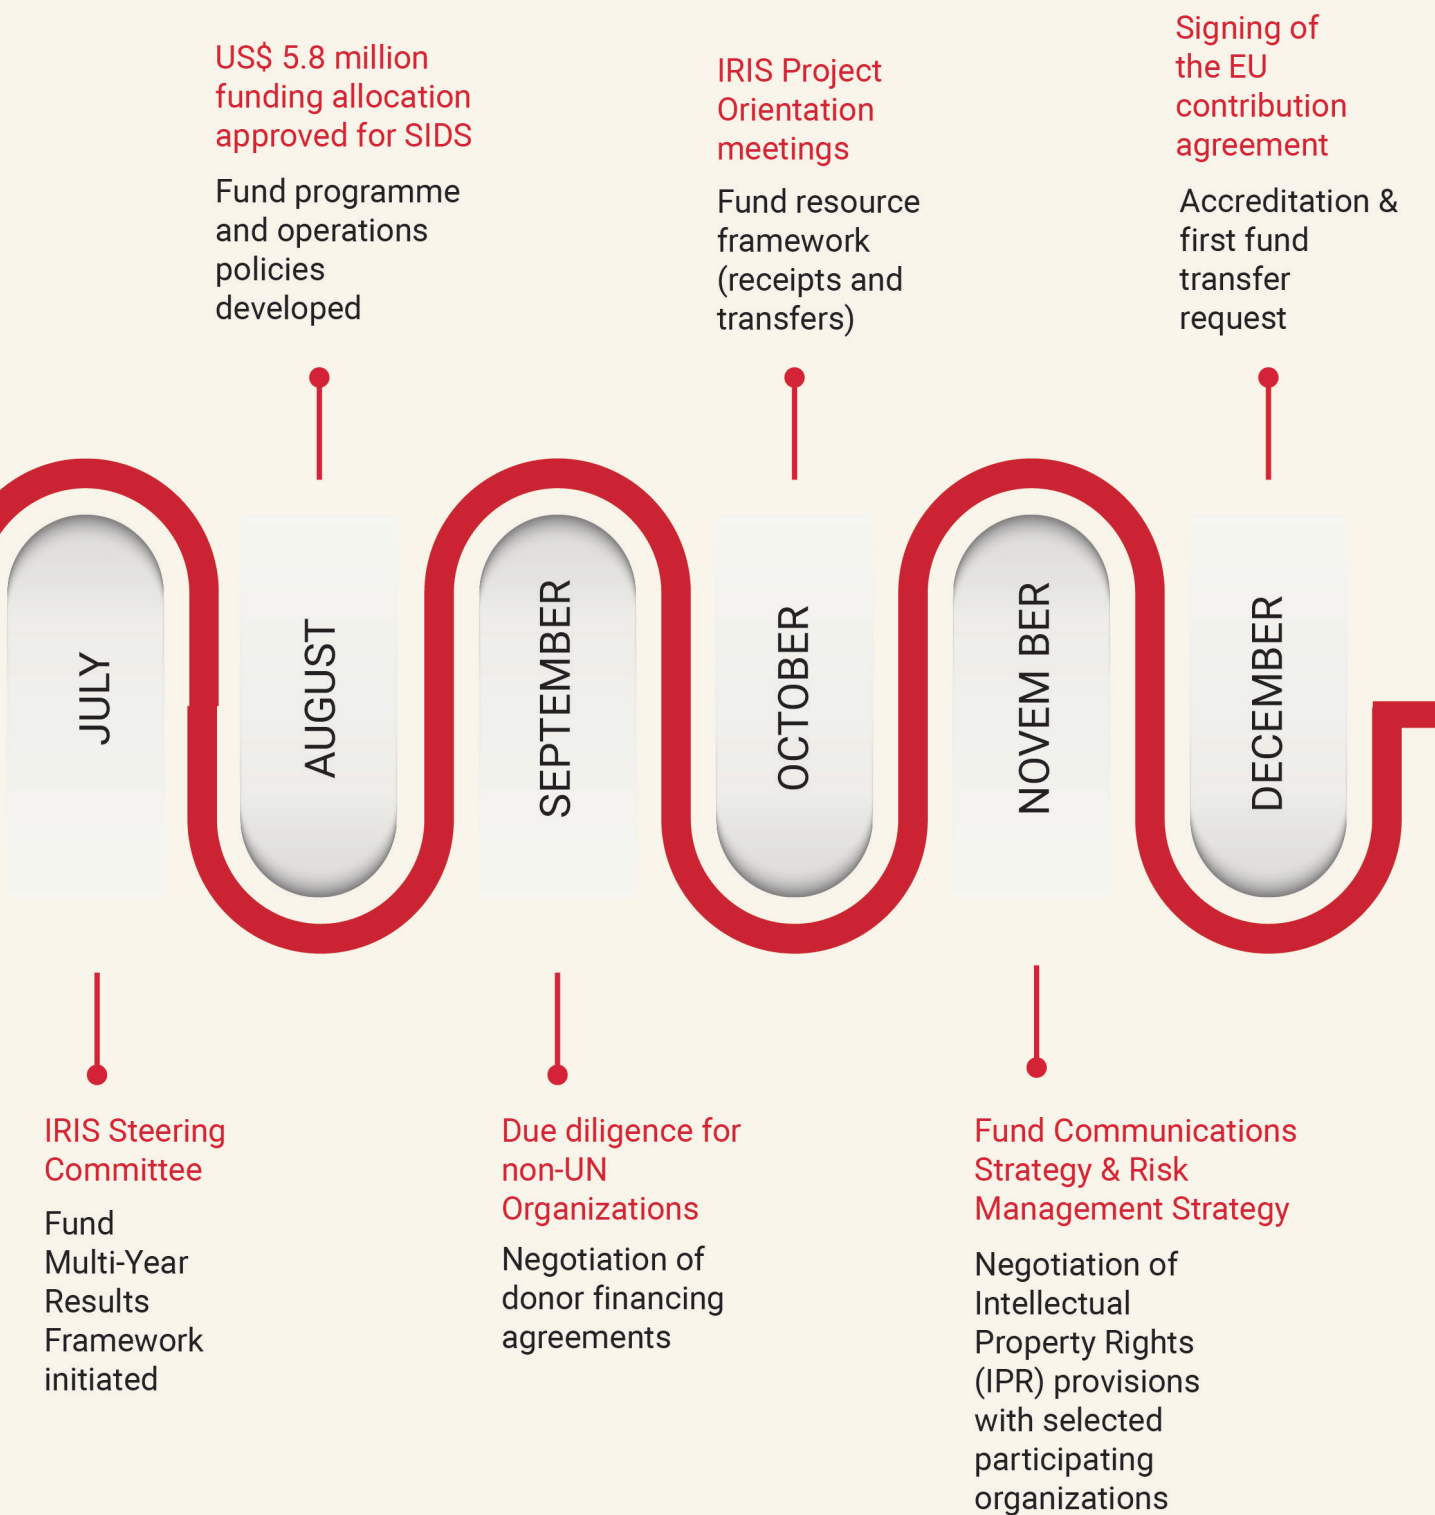 US$ 5.8 million
funding allocation
approved for SIDS
Fund programme
and operations
policies
developed
IRIS Project
Orientation
meetings
Fund resource
framework
(receipts and
transfers)
Signing of
the EU
contribution
agreement
Accreditation &
first fund
transfer
request
JULY
AUGUST
SEPTEMBER
OCTOBER
NOVEM BER
DECEMBER
IRIS Steering
Committee
Fund
Multi-Year
Results
Framework
initiated
Due diligence for
non-UN
Organizations
Negotiation of
donor financing
agreements
Fund Communications
Strategy & Risk
Management Strategy
Negotiation of
Intellectual
Property Rights
(IPR) provisions
with selected
participating
organizations